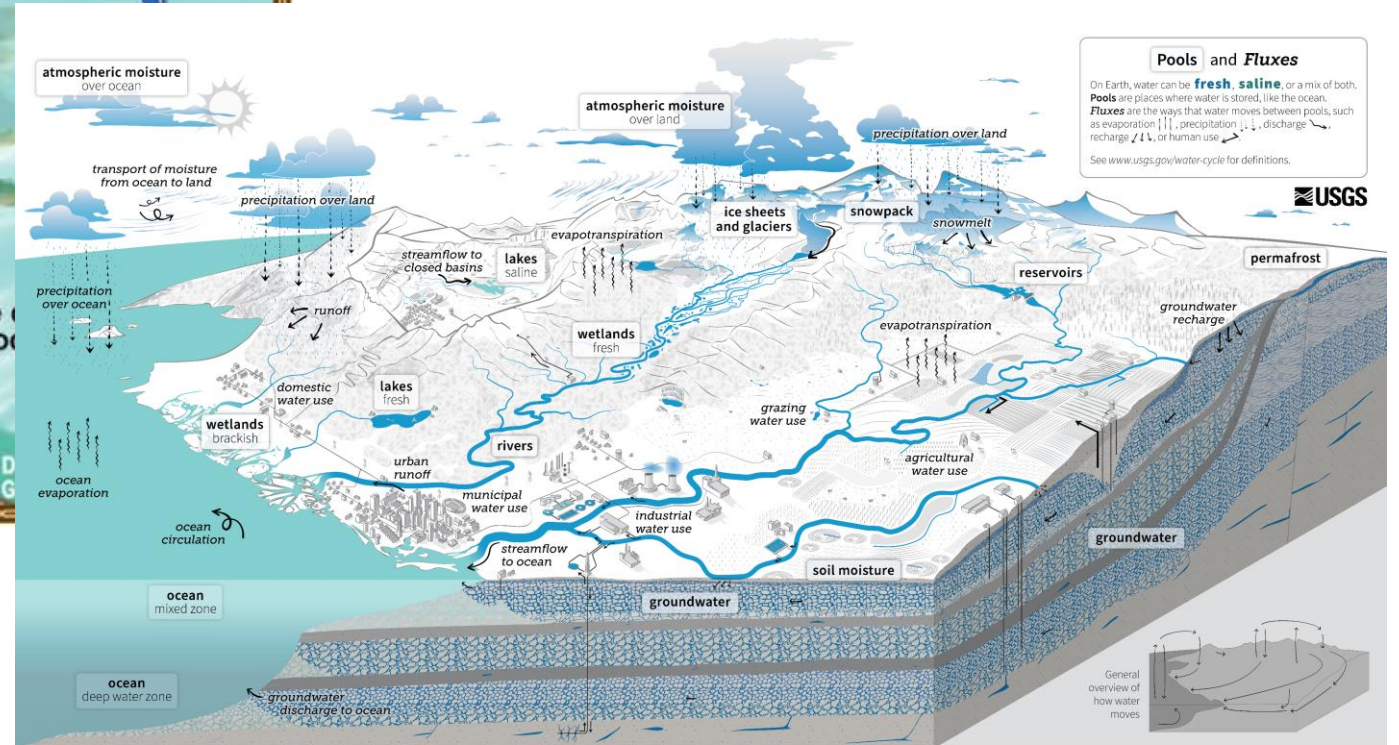 atmospheric moisture
over ocean
atmospheric moisture
over land
Pools and Fluxes
On Earth, water can be fresh, saline, or a mix of both.
Pools are places where water is stored, like the ocean.
Fluxes are the ways that water moves between pools, such
as evaporation, precipitation, discharge,
recharge, or human use.
See www.usgs.gov/water-cycle for definitions.
USGS
transport of moisture
from ocean to land
precipitation over land
precipitation over land
ice sheets
and glaciers
snowpack
snowmelt
evapotranspiration
streamflow to
closed basins
lakes
saline
reservoirs
permafrost
precipitation
over ocean
runoff
groundwater
recharge
wetlands
fresh
evapotranspiration
domestic
water use
lakes
fresh
grazing
water use
wetlands
brackish
rivers
urban
runoff
agricultural
water use
ocean
evaporation
municipal
water use
industrial
water use
ocean
circulation
streamflow
to ocean
groundwater
soil moisture
ocean
mixed zone
groundwater
ocean
deep water zone
groundwater
discharge to ocean
General
overview of
how water
moves
D
G